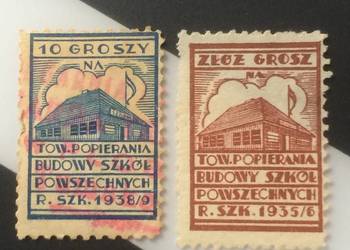 10 GROSZY
NA
TOW. POPIERANIA
BUDOWY SZKÓŁ
POWSZECHNYCH
R. SZK. 1938/9
ZŁÓŻ GROSZ
NA
TOW. POPIERANIA
BUDOWY SZKÓŁ
POWSZECHNYCH
R. SZK. 1935/6